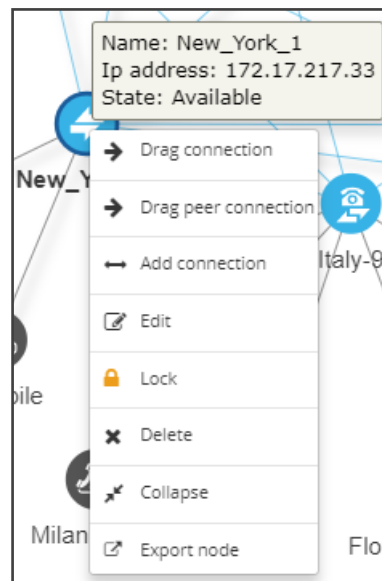 Name: New_York_1
Ip address: 172.17.217.33
State: Available
New_Y
Drag connection
Drag peer connection
Add connection
Italy-9
Edit
Lock
bile
Delete
Collapse
Milan
Export node
Flo